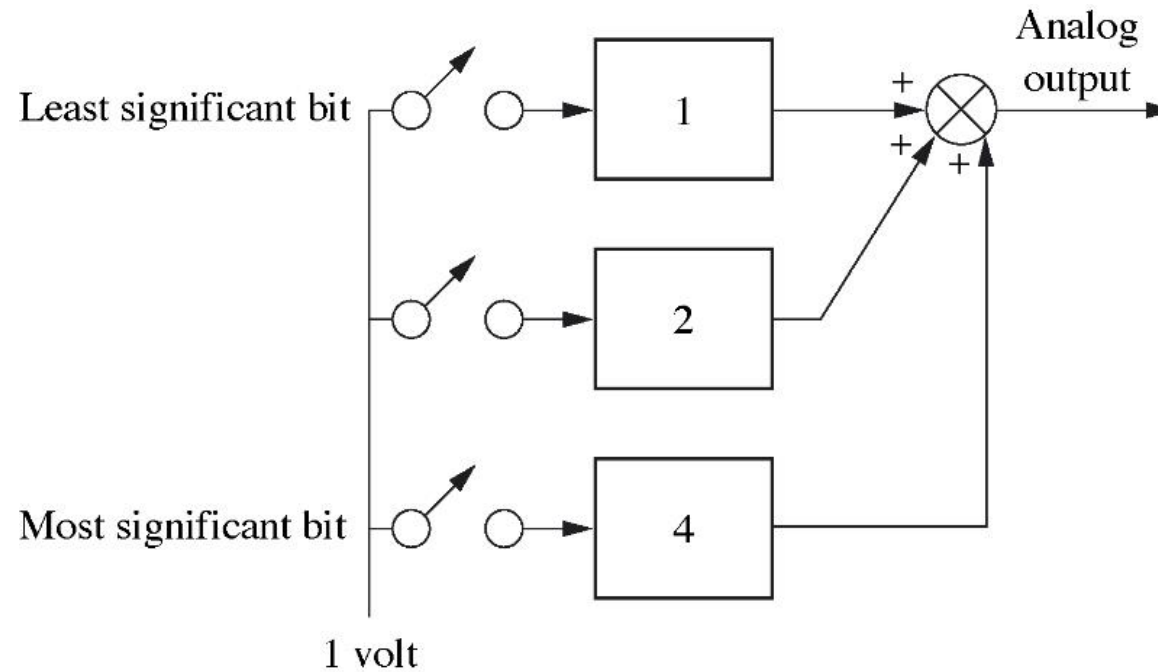 Analog
output
Least significant bit
1
+
+
+
2
Most significant bit
4
1 volt